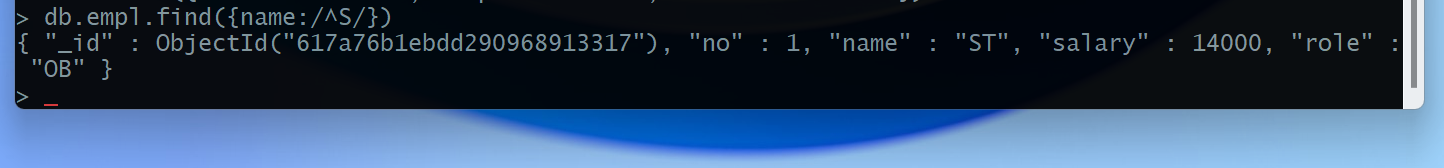 > db.empl.find({name:/^S/})
{ "_id" : ObjectId("617a76b1ebdd290968913317"), "no" : 1, "name" : "ST", "salary" : 14000, "role" :
"OB" }
>